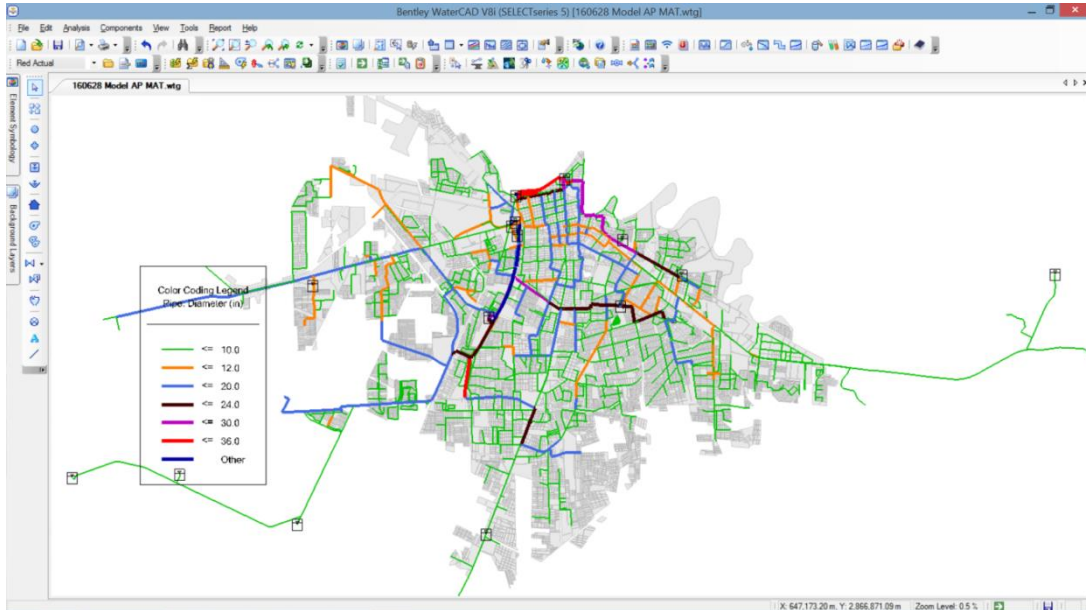 Bentley WaterCAD V8i (SELECTseries 5) [160628 Model AP MAT.wtg]
File Edit Analysis Components View Tools Report Help
Red Actual
160628 Model AP MAT.wtg
Element Symbology
Background Layers
Color Coding Legend
Pipe: Diameter (in)
<= 10.0
<= 12.0
<= 20.0
<= 24.0
<= 30.0
<= 36.0
Other
X: 647,173.20 m, Y: 2,866,871.09 m Zoom Level: 0.5 %